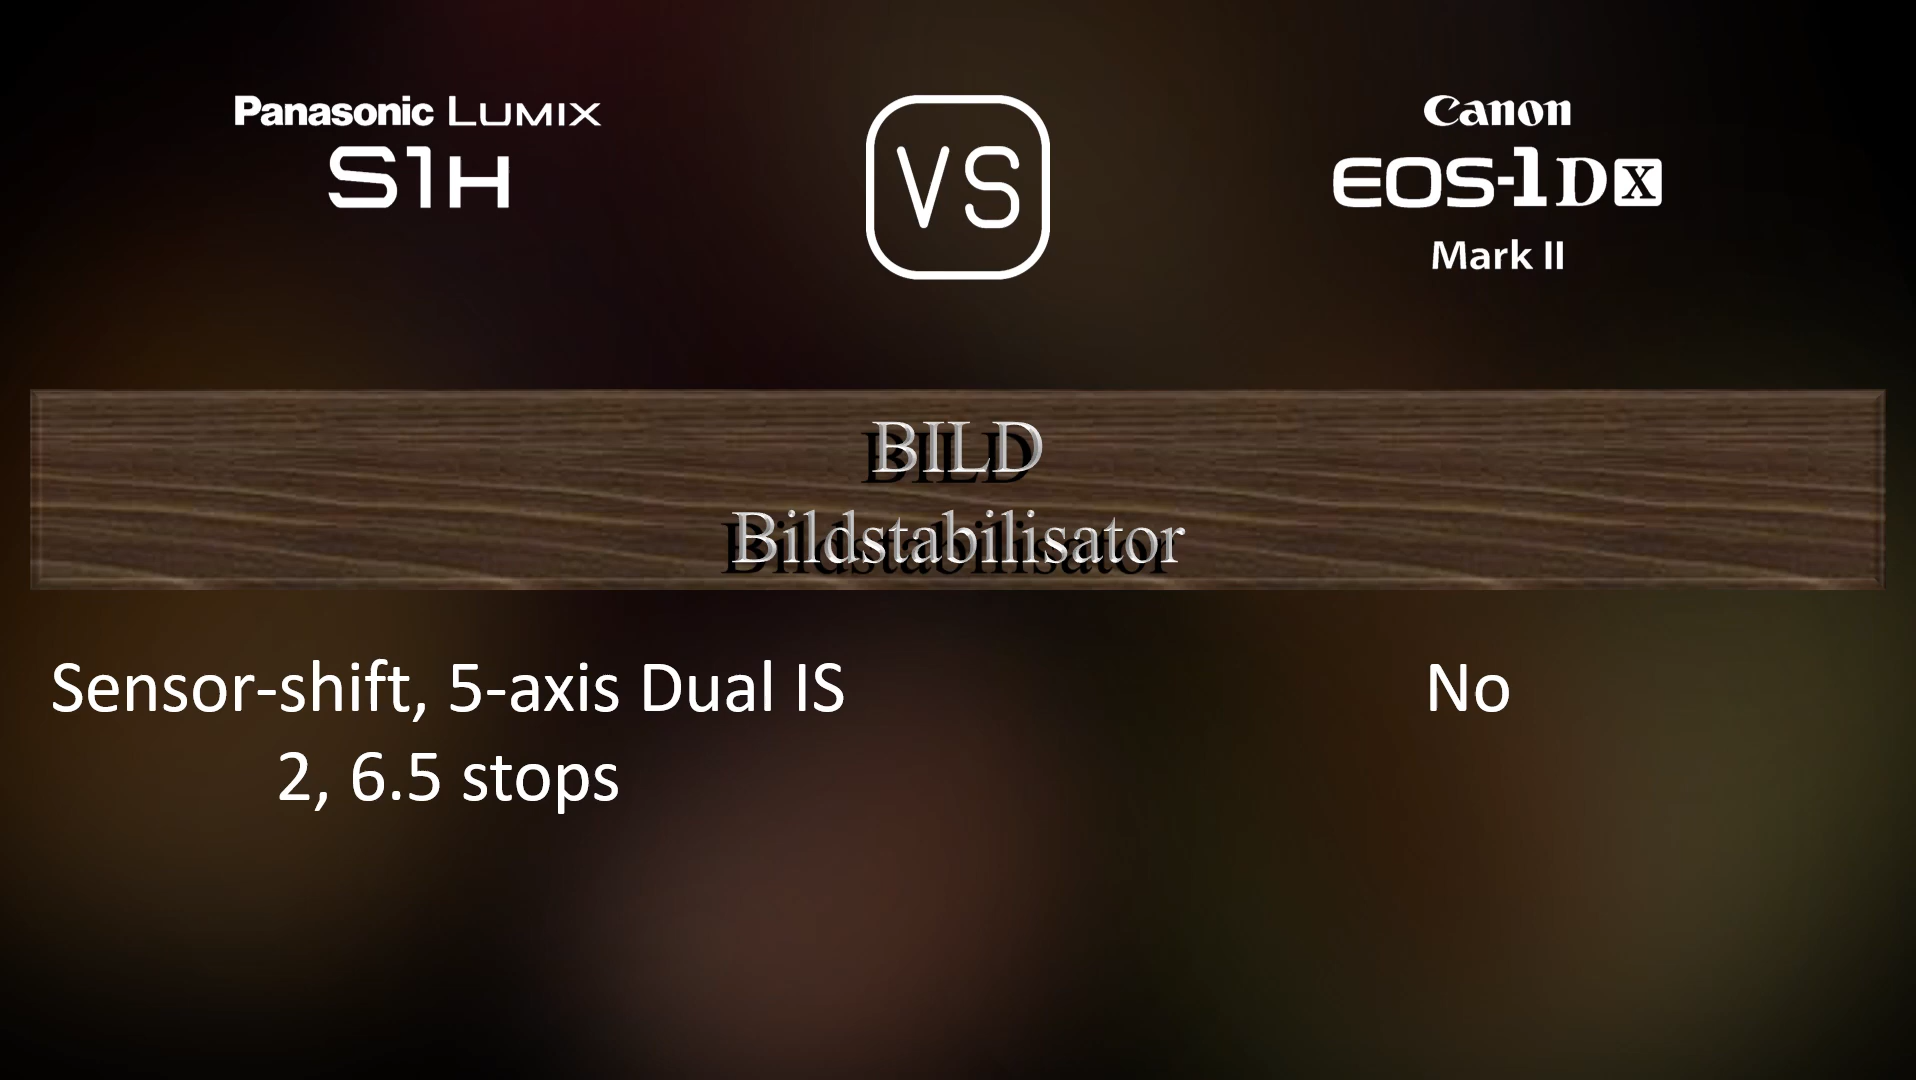 Panasonic LUMIX
S1H
VS
Canon
EOS-1 D X
Mark II
BILD
Bildstabilisator
Sensor-shift, 5-axis Dual IS
2, 6.5 stops
No